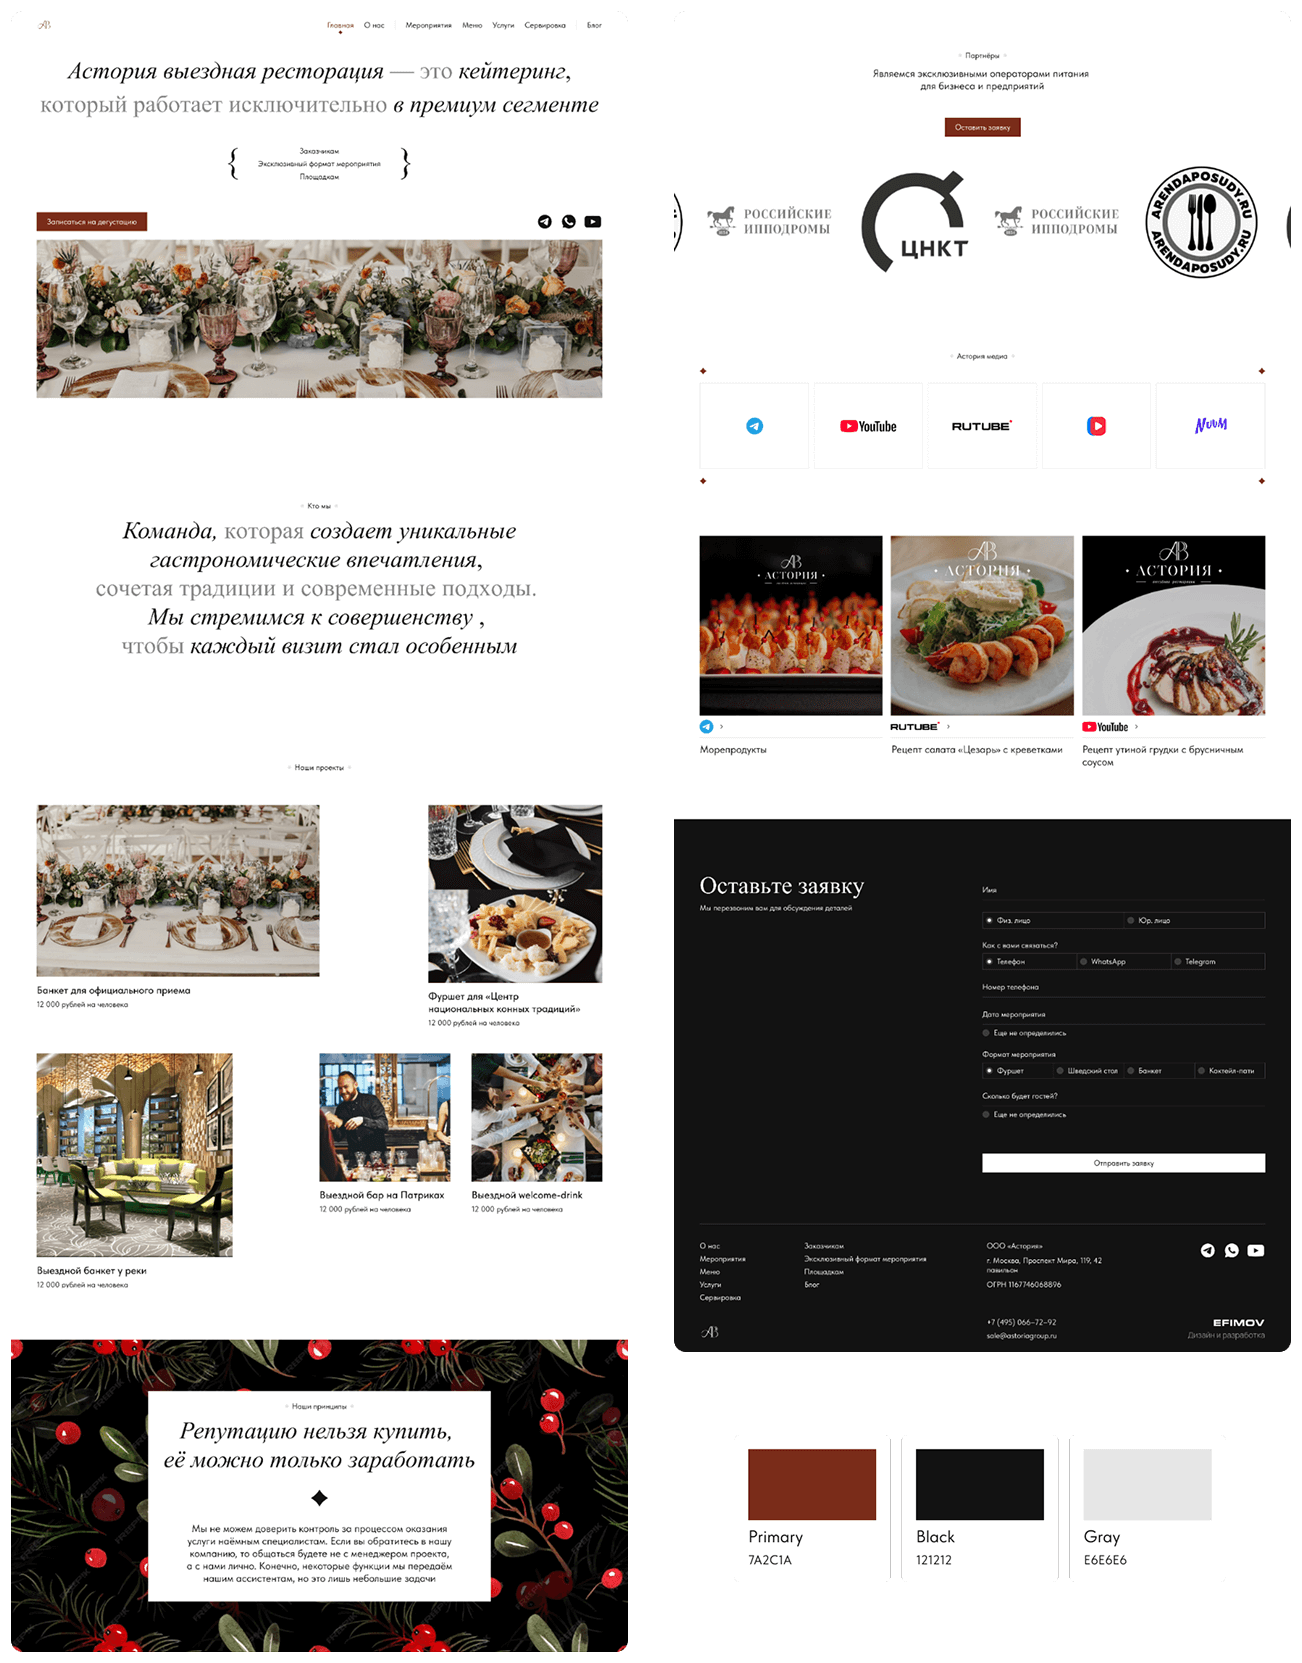 АВ
Главная
О нас
Мероприятия
Меню
Услуги
Сервировка
Блог
Астория выездная ресторация — это кейтеринг,
который работает исключительно в премиум сегменте
Заказчикам
{ Эксклюзивный формат мероприятия }
Площадкам
Записаться на дегустацию
Кто мы
Команда, которая создает уникальные
гастрономические впечатления,
сочетая традиции и современные подходы.
Мы стремимся к совершенству ,
чтобы каждый визит стал особенным
Наши проекты
Банкет для официального приема
12 000 рублей на человека
Фуршет для «Центр
национальных конных традиций»
12 000 рублей на человека
Выездной банкет у реки
12 000 рублей на человека
Выездной бар на Патриках
12 000 рублей на человека
Выездной welcome-drink
12 000 рублей на человека
Наши принципы
Репутацию нельзя купить,
её можно только заработать
Мы не можем доверить контроль за процессом оказания
услуги наёмным специалистам. Если вы обратитесь в нашу
компанию, то общаться будете не с менеджером проекта,
а с нами лично. Конечно, некоторые функции мы передаём
нашим ассистентам, но это лишь небольшие задачи
Партнёры
Являемся эксклюзивными операторами питания
для бизнеса и предприятий
Оставить заявку
РОССИЙСКИЕ
ИППОДРОМЫ
ЦНКТ
РОССИЙСКИЕ
ИППОДРОМЫ
ARENDAPOSUDY.RU
ARENDAPOSUDY.RU
Астория медиа
YouTube
RUTUBE
NUUM
АВ
• АСТОРИЯ •
АВ
• АСТОРИЯ •
АВ
• АСТОРИЯ •
выездная ресторация
Морепродукты
RUTUBE
Рецепт салата «Цезарь» с креветками
YouTube
Рецепт утиной грудки с брусничным
соусом
Оставьте заявку
Мы перезвоним вам для обсуждения деталей
Имя
Физ. лицо
Юр. лицо
Как с вами связаться?
Телефон
WhatsApp
Telegram
Номер телефона
Дата мероприятия
Еще не определились
Формат мероприятия
Фуршет
Шведский стол
Банкет
Коктейль-пати
Сколько будет гостей?
Еще не определились
Отправить заявку
О нас
Мероприятия
Меню
Услуги
Сервировка
Заказчикам
Эксклюзивный формат мероприятия
Площадкам
Блог
ООО «Астория»
г. Москва, Проспект Мира, 119, 42
павильон
ОГРН 1167746068896
АВ
+7 (495) 066-72-92
sale@astoriagroup.ru
EFIMOV
Дизайн и разработка
Primary
7A2C1A
Black
121212
Gray
E6E6E6